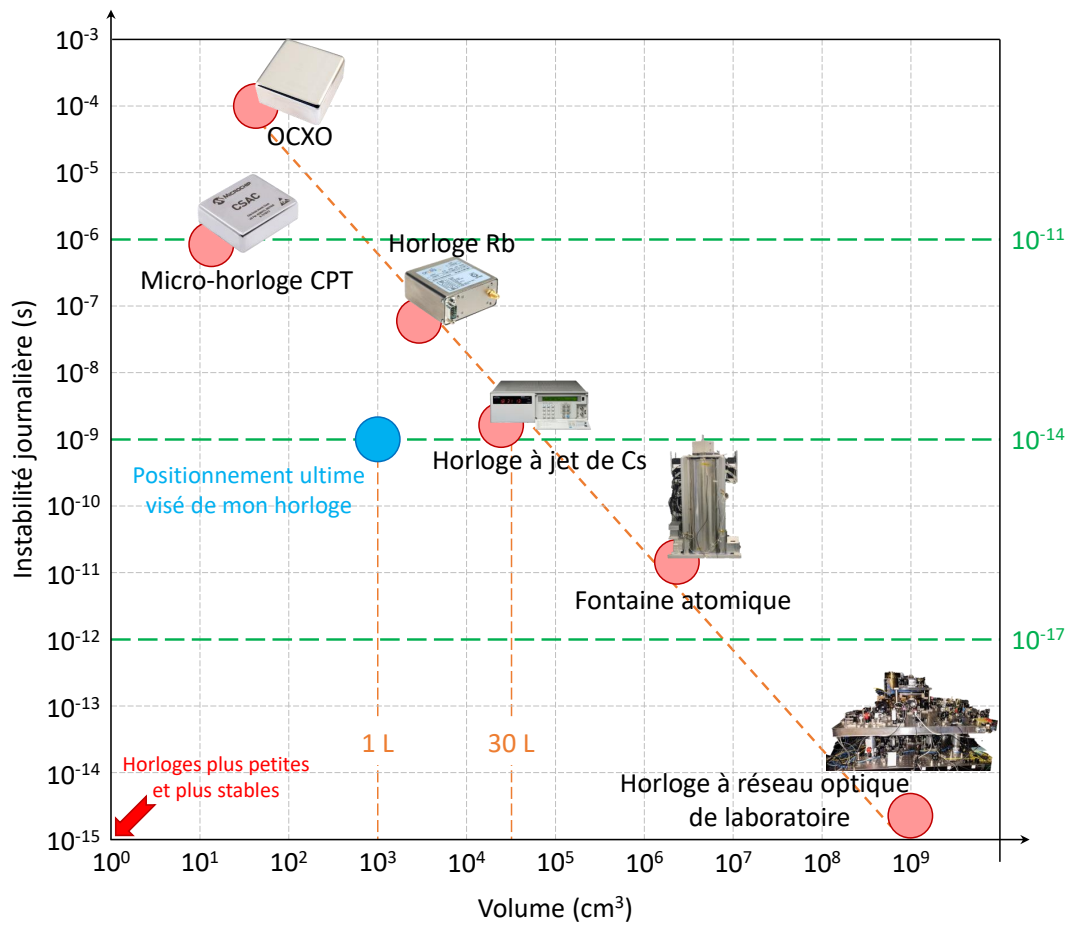 10⁻³
10⁻⁴
10⁻⁵
10⁻⁶
10⁻⁷
10⁻⁸
10⁻⁹
10⁻¹⁰
10⁻¹¹
10⁻¹²
10⁻¹³
10⁻¹⁴
10⁻¹⁵
Instabilité journalière (s)
OCXO
MICROCHIP
CSAC
Micro-horloge CPT
Horloge Rb
Horloge à jet de Cs
Positionnement ultime
visé de mon horloge
Fontaine atomique
Horloge à réseau optique
de laboratoire
1 L
30 L
Horloges plus petites
et plus stables
10⁻¹¹
10⁻¹⁴
10⁻¹⁷
10⁰
10¹
10²
10³
10⁴
10⁵
10⁶
10⁷
10⁸
10⁹
Volume (cm³)